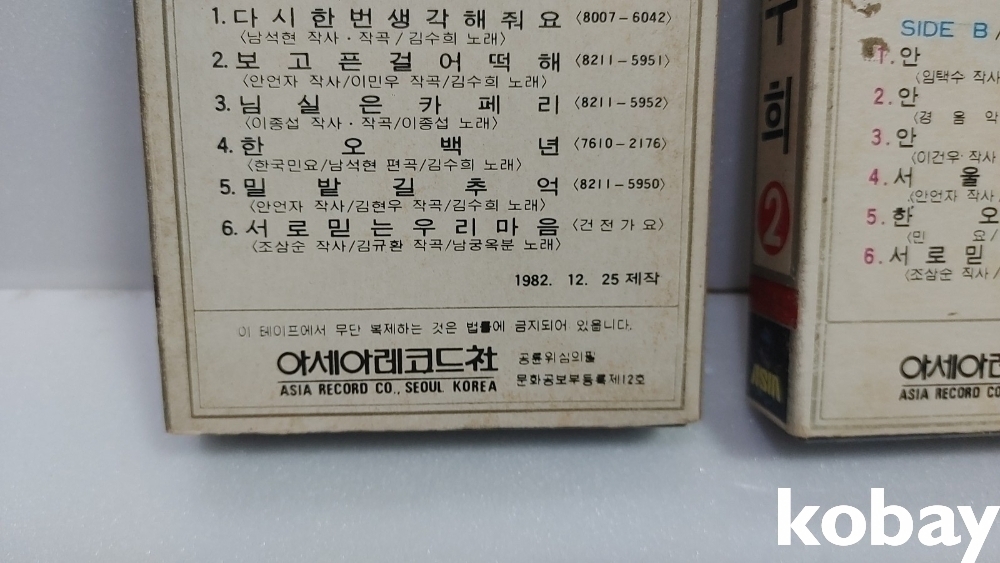 1. 다 시 한 번 생 각 해 줘 요 〈8007-6042〉
〈남석현 작사 · 작곡 / 김수희 노래〉
2. 보 고 픈 걸 어 떡 해 〈8211-5951〉
〈안언자 작사/이민우 작곡/김수희 노래〉
3. 님 실 은 카 페 리 〈8211-5952〉
〈이종섭 작사 · 작곡/이종섭 노래〉
4. 한 오 백 년 〈7610-2176〉
〈한국민요/남석현 편곡/김수희 노래〉
5. 밀 밭 길 추 억 〈8211-5950〉
〈안언자 작사/김현우 작곡/김수희 노래〉
6. 서 로 믿 는 우 리 마 음 〈건 전 가 요〉
〈조삼순 작사/김규환 작곡/남궁옥분 노래〉
1982. 12. 25 제작
이 테이프에서 무단 복제하는 것은 법률에 금지되어 있읍니다.
아세아레코드社
ASIA RECORD CO., SEOUL KOREA
공륜위심의필
문화공보부등록제12호
희
2
ASIA
SIDE B /
1. 안
〈임택수 작사
2. 안
〈경 음 악
3. 안
〈이건우 · 작사
4. 서 울
〈안언자 작사
5. 한 오
〈민 요 /
6. 서 로 믿
〈조삼순 작사 /
아세아레
ASIA RECORD CO
kobay